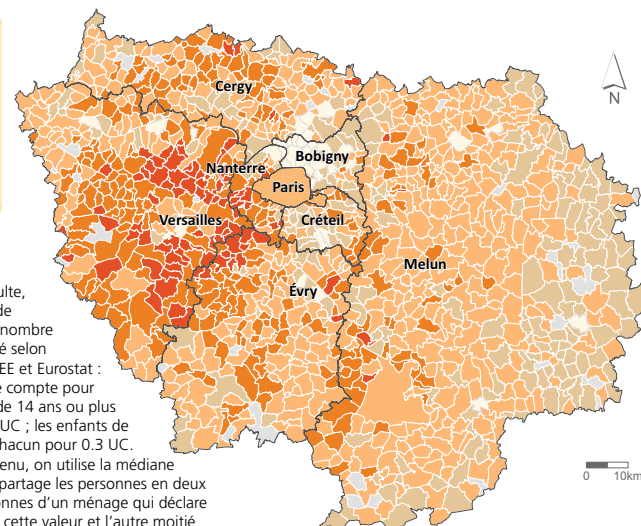 Cergy
N
Nanterre
Bobigny
Paris
Versailles
Créteil
Melun
Évry
ulte,
de
nombre
é selon
EE et Eurostat :
e compte pour
de 14 ans ou plus
UC ; les enfants de
hacun pour 0.3 UC.
enu, on utilise la médiane
partage les personnes en deux
onnes d'un ménage qui déclare
cette valeur et l'autre moitié
0 10km